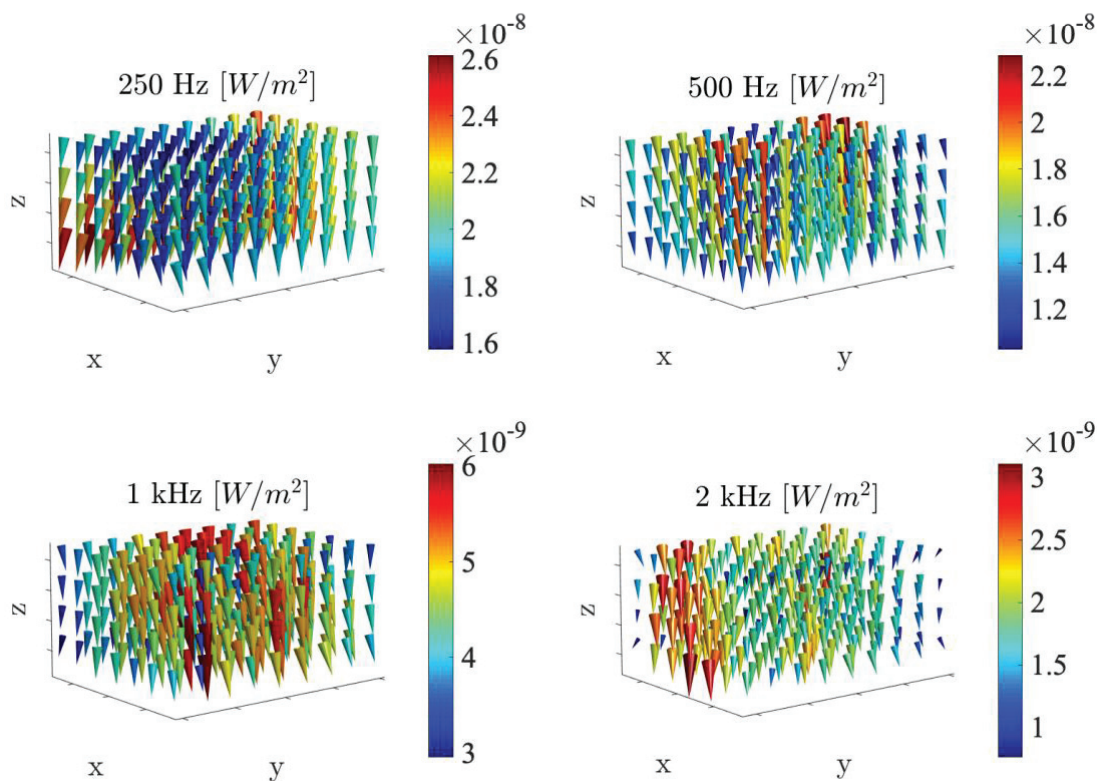 ×10⁻⁸
250 Hz [W/m²]
2.6
2.4
2.2
2
1.8
1.6
z
x
y
×10⁻⁸
500 Hz [W/m²]
2.2
2
1.8
1.6
1.4
1.2
z
x
y
×10⁻⁹
1 kHz [W/m²]
6
5
4
3
z
x
y
×10⁻⁹
2 kHz [W/m²]
3
2.5
2
1.5
1
z
x
y